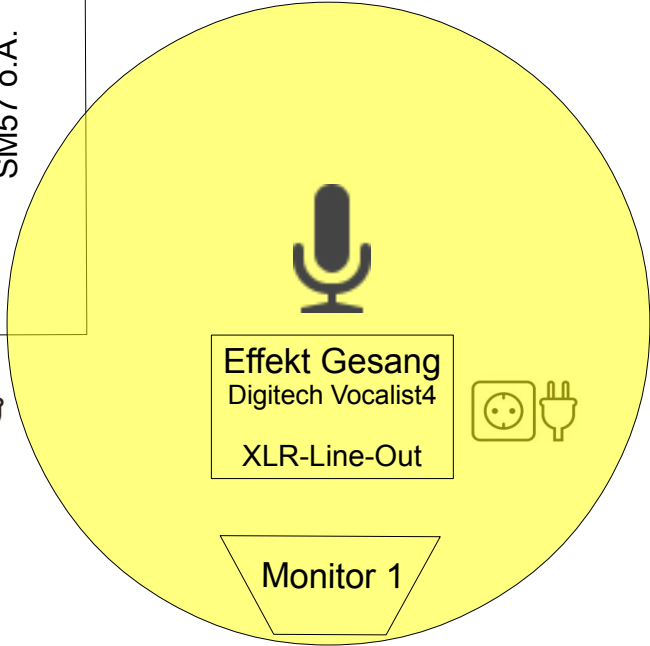 SM57 o.A.
Effekt Gesang
Digitech Vocalist4
XLR-Line-Out
Monitor 1